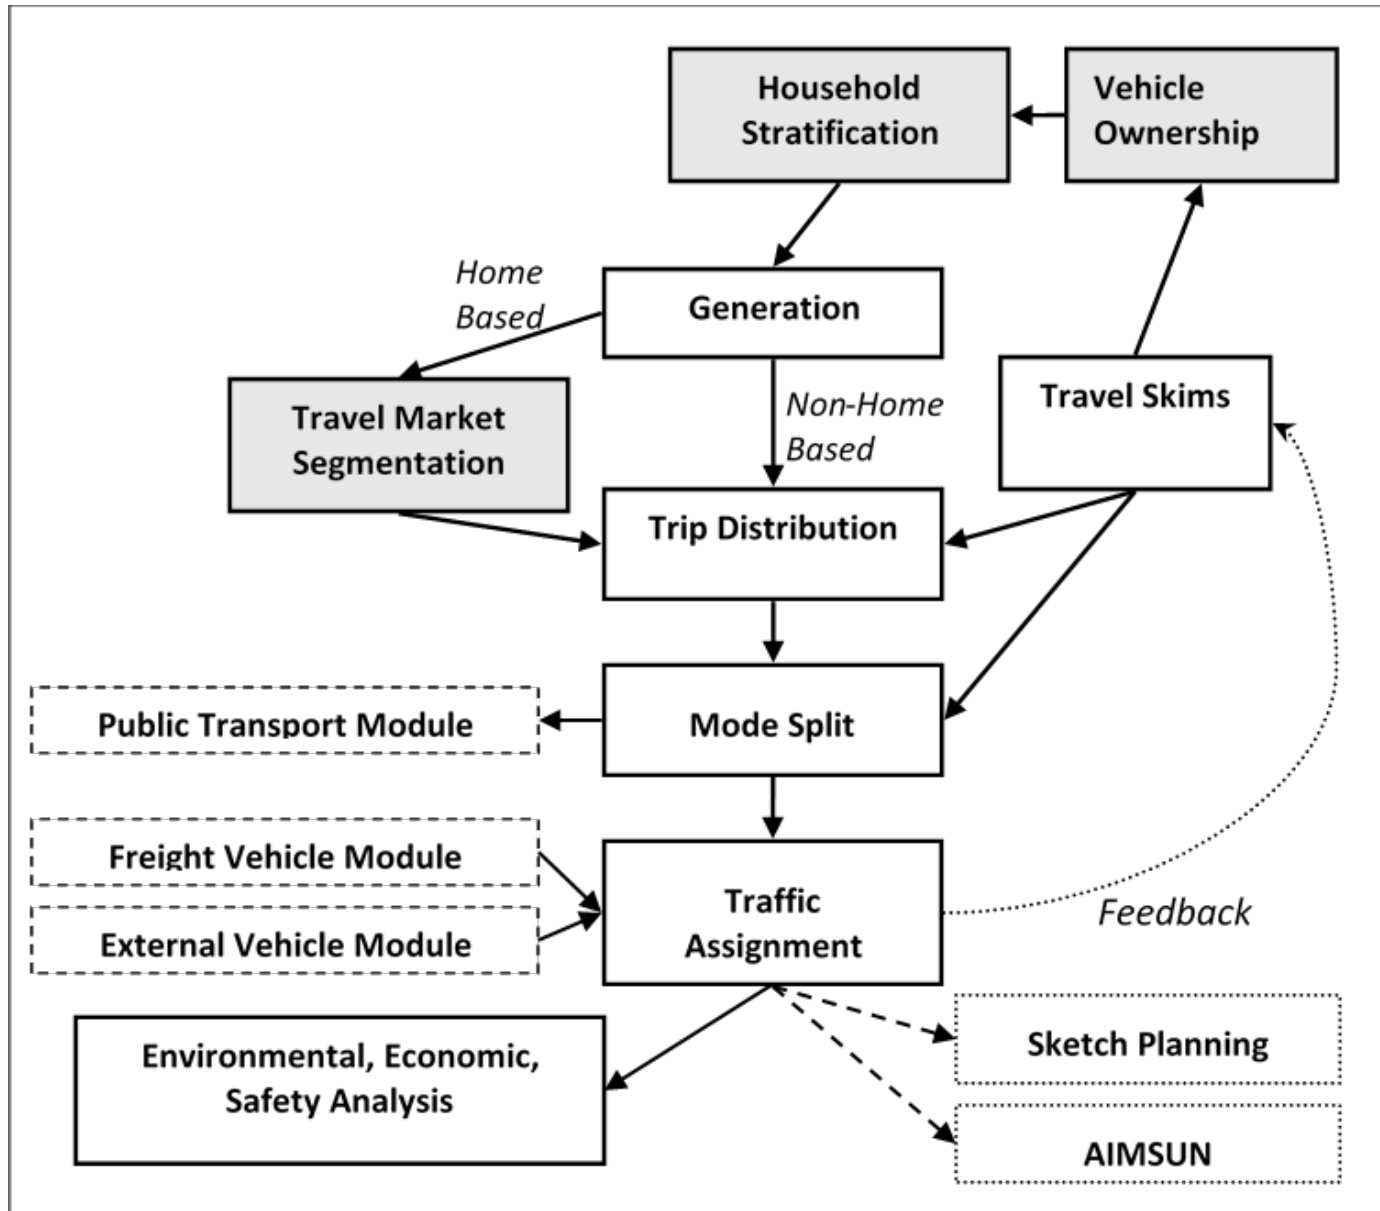 Household
Stratification
Vehicle
Ownership
Home
Based
Generation
Travel Market
Segmentation
Non-Home
Based
Travel Skims
Trip Distribution
Public Transport Module
Mode Split
Freight Vehicle Module
External Vehicle Module
Traffic
Assignment
Feedback
Environmental, Economic,
Safety Analysis
Sketch Planning
AIMSUN